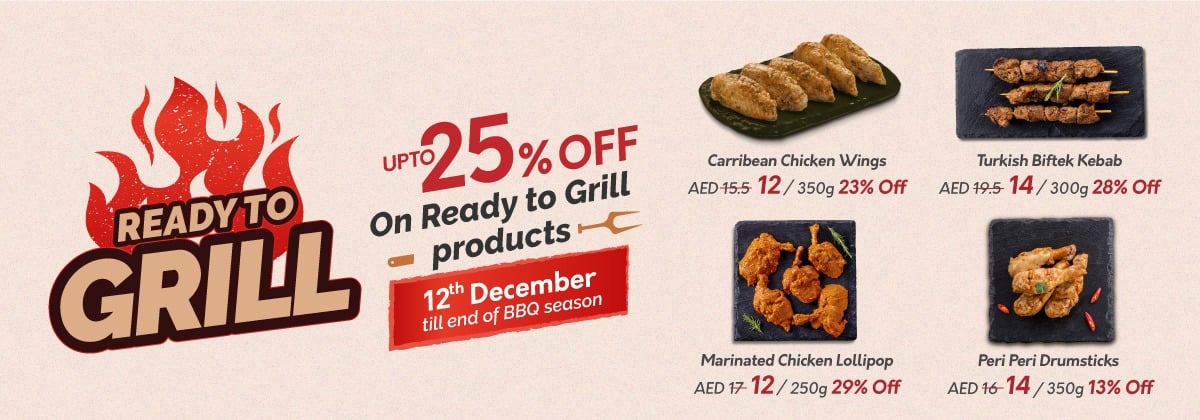 READY TO
GRILL
UPTO 25% OFF
On Ready to Grill
products
12th December
till end of BBQ season
Carribean Chicken Wings
AED 15.5 12 / 350g 23% Off
Turkish Biftek Kebab
AED 19.5 14 / 300g 28% Off
Marinated Chicken Lollipop
AED 17 12 / 250g 29% Off
Peri Peri Drumsticks
AED 16 14 / 350g 13% Off